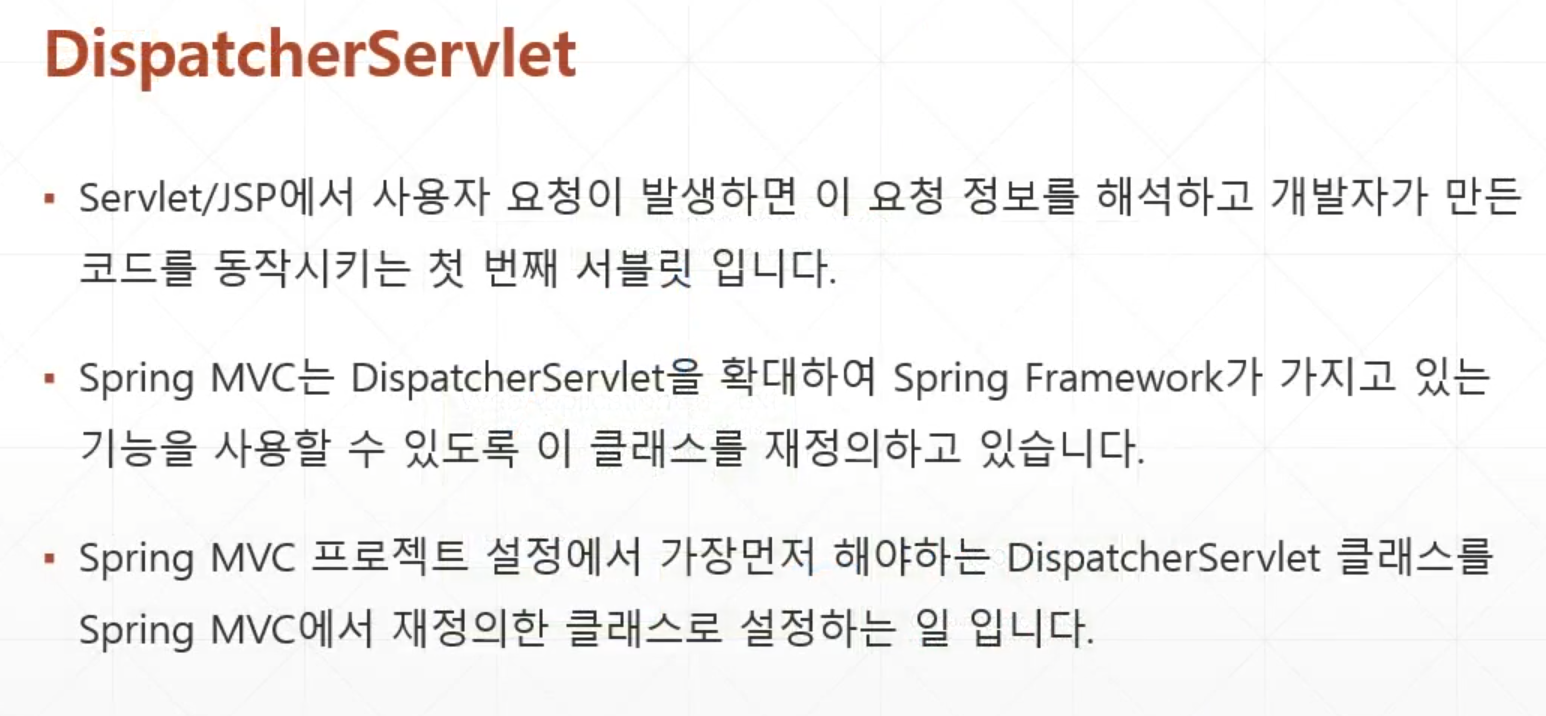 DispatcherServlet
▪ Servlet/JSP에서 사용자 요청이 발생하면 이 요청 정보를 해석하고 개발자가 만든
코드를 동작시키는 첫 번째 서블릿 입니다.
▪ Spring MVC는 DispatcherServlet을 확대하여 Spring Framework가 가지고 있는
기능을 사용할 수 있도록 이 클래스를 재정의하고 있습니다.
▪ Spring MVC 프로젝트 설정에서 가장먼저 해야하는 DispatcherServlet 클래스를
Spring MVC에서 재정의한 클래스로 설정하는 일 입니다.